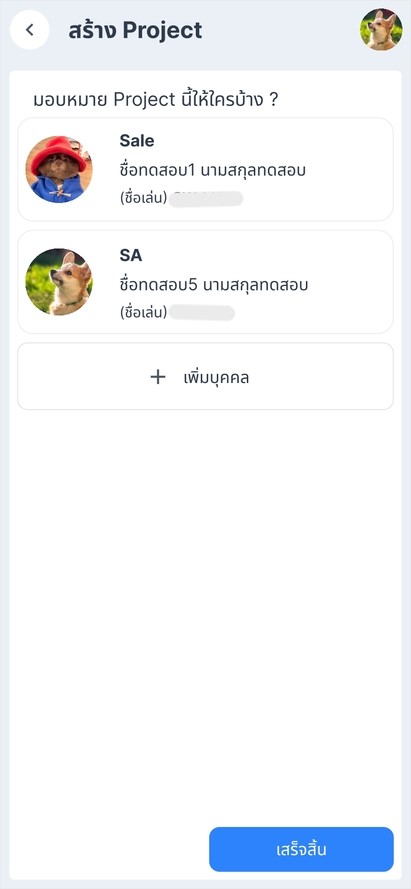 สร้าง Project
มอบหมาย Project นี้ให้ใครบ้าง ?
Sale
ชื่อทดสอบ1 นามสกุลทดสอบ
(ชื่อเล่น)
SA
ชื่อทดสอบ5 นามสกุลทดสอบ
(ชื่อเล่น)
เพิ่มบุคคล
เสร็จสิ้น